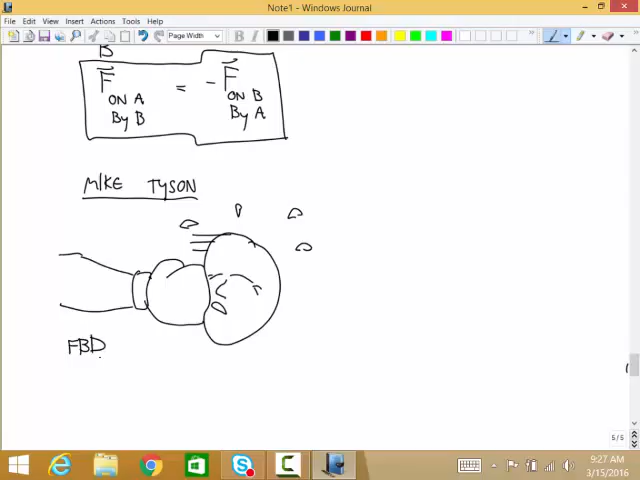 Note1 - Windows Journal
File Edit View Insert Actions Tools Help
Page Width
B
F = - F
ON A ON B
By B By A
MIKE TYSON
FBD
5/5
9:27 AM
3/15/2016